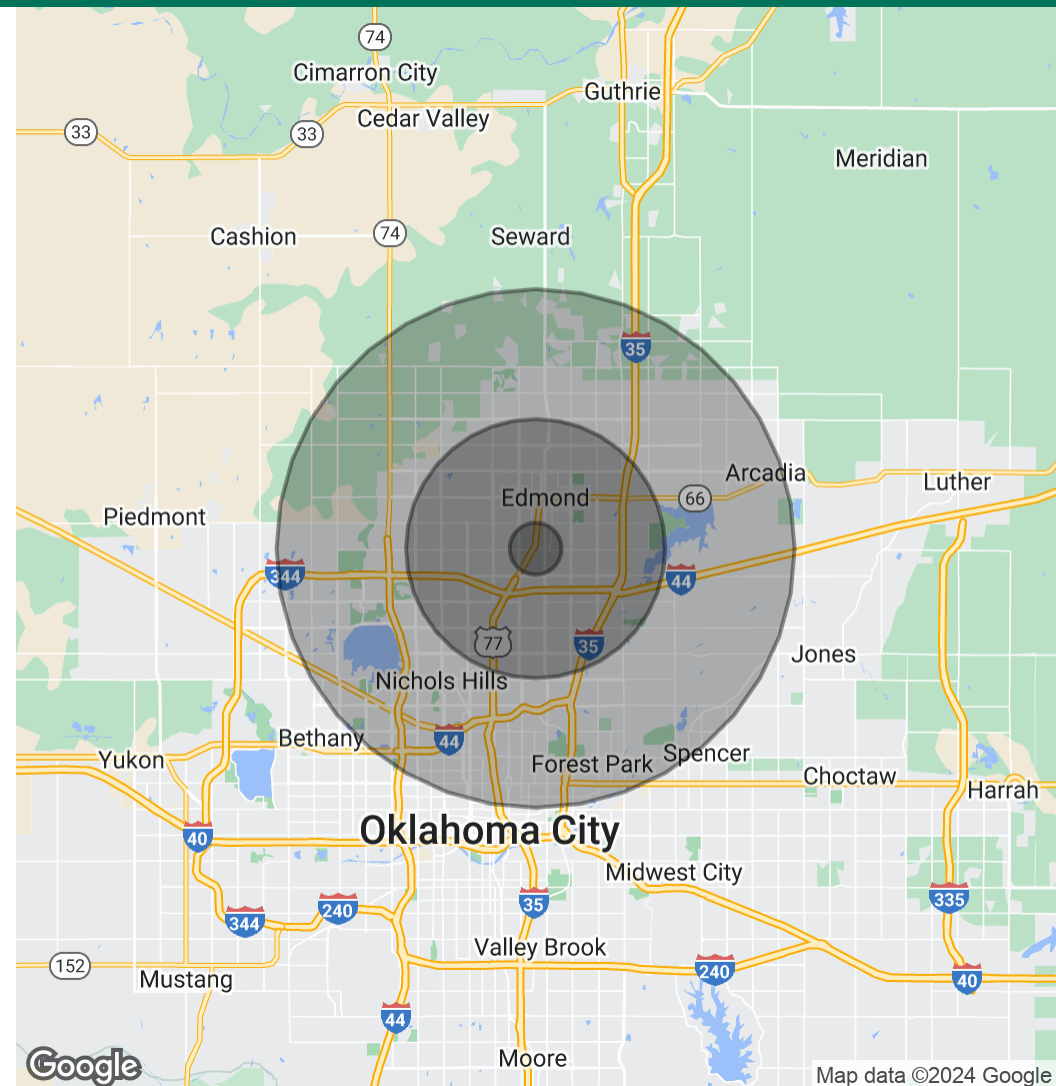 74
Cimarron City
Guthrie
Cedar Valley
33
33
Meridian
Cashion
74
Seward
35
Arcadia
Luther
Edmond
66
Piedmont
344
44
77
35
Jones
Nichols Hills
Bethany
44
Yukon
Forest Park
Spencer
Choctaw
Harrah
Oklahoma City
40
Midwest City
335
240
35
344
Valley Brook
152
240
40
Mustang
44
Moore
Google
Map data ©2024 Google